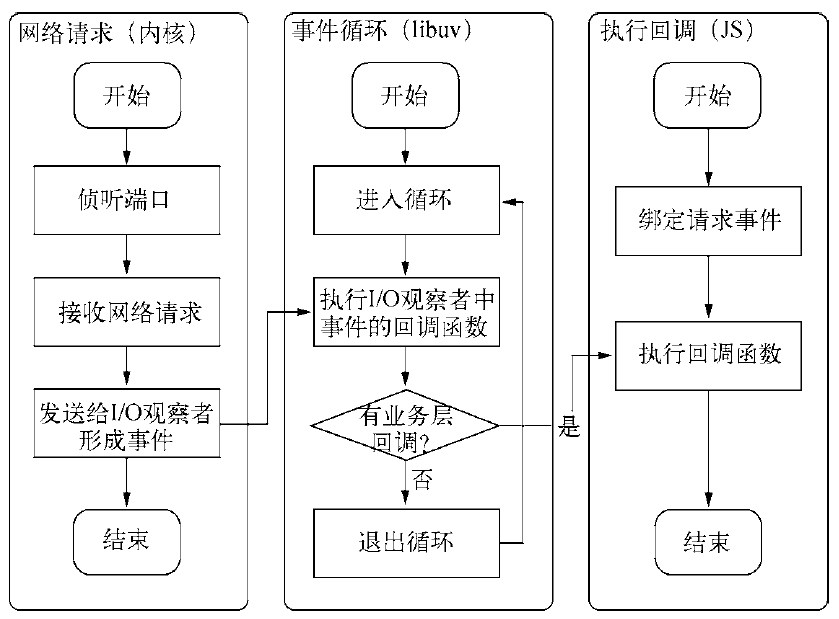 网络请求（内核）
开始
侦听端口
接收网络请求
发送给I/O观察者
形成事件
结束
事件循环（libuv）
开始
进入循环
执行I/O观察者中
事件的回调函数
有业务层
回调?
是
否
退出循环
执行回调（JS）
开始
绑定请求事件
执行回调函数
结束